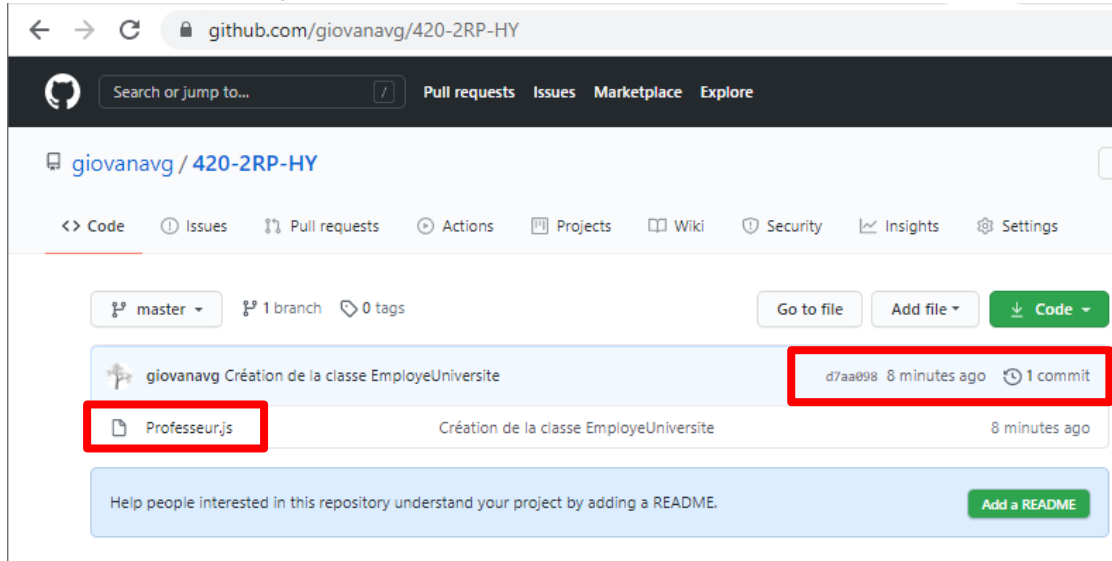 github.com/giovanavg/420-2RP-HY
Search or jump to... / Pull requests Issues Marketplace Explore
giovanavg / 420-2RP-HY
<> Code Issues Pull requests Actions Projects Wiki Security Insights Settings
master 1 branch 0 tags Go to file Add file Code
giovanavg Création de la classe EmployeUniversite d7aa098 8 minutes ago 1 commit
Professeur.js Création de la classe EmployeUniversite 8 minutes ago
Help people interested in this repository understand your project by adding a README. Add a README